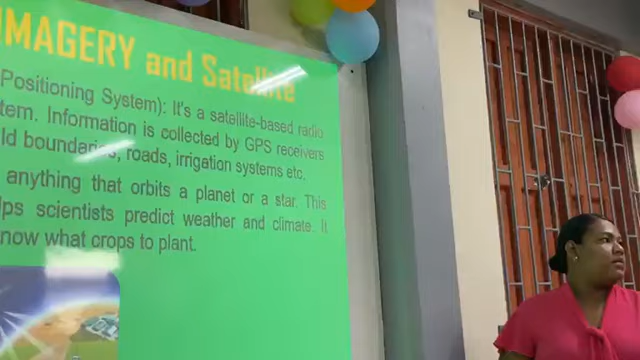 IMAGERY and Satellite
Positioning System): It's a satellite-based radio
tem. Information is collected by GPS receivers
ld boundaries, roads, irrigation systems etc.
anything that orbits a planet or a star. This
lps scientists predict weather and climate. It
now what crops to plant.